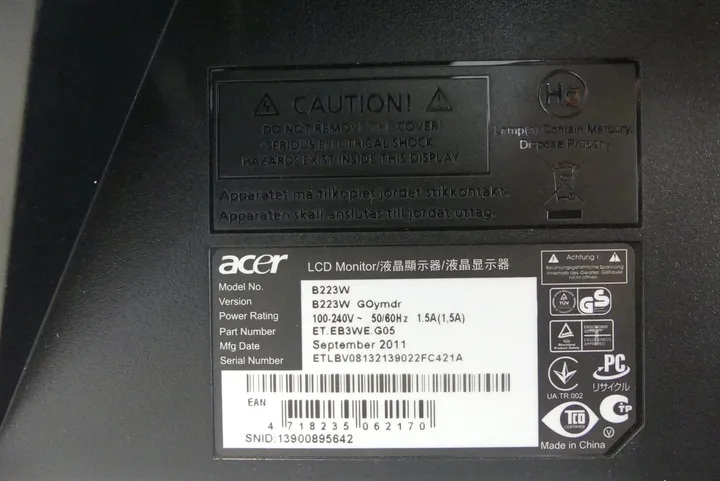 CAUTION!
DO NOT REMOVE THE COVER!
SERIOUS ELECTRICAL SHOCK
HAZARDS EXIST INSIDE THIS DISPLAY
Hg
Lamp(s) Contain Mercury,
Dispose Properly
Apparatet må tilkoples jordet stikkontakt.
Apparaten skall anslutas till jordat uttag.
acer LCD Monitor/液晶顯示器/液晶显示器
Model No. B223W
Version B223W GOymdr
Power Rating 100-240V ~ 50/60Hz 1.5A(1,5A)
Part Number ET.EB3WE.G05
Mfg Date September 2011
Serial Number ETLBV08132139022FC421A
EAN
4 718235 062170
SNID:13900895642
Achtung !
TÜV
GS
PC
リサイクル
UA.TR.002
TCO
CERTIFIED
TP
V
Made in China